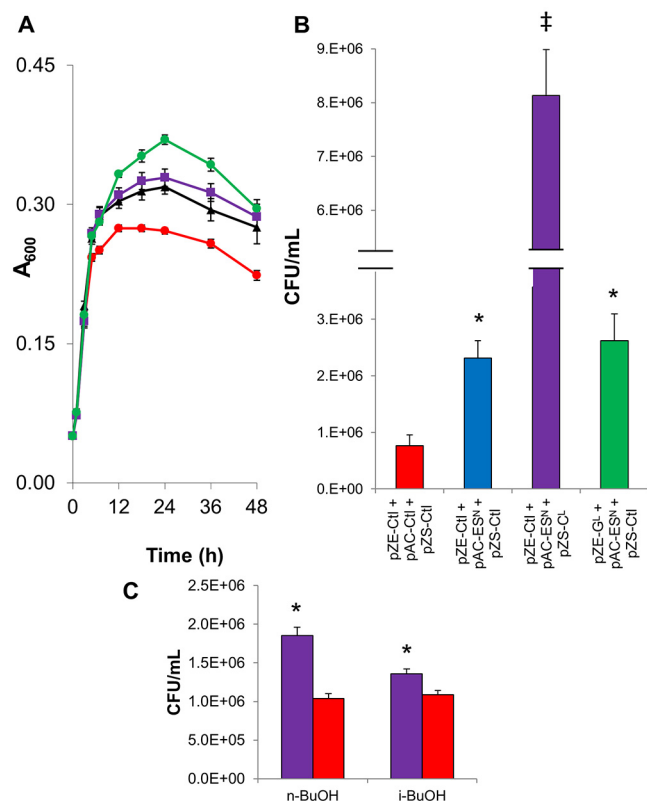 A
0.45
0.30
0.15
0.00
A600
0 12 24 36 48
Time (h)
B
‡
9.E+06
8.E+06
7.E+06
6.E+06
3.E+06
2.E+06
1.E+06
0.E+00
CFU/mL
*
*
pZE-Ctl +
pAC-Ctl +
pZS-Ctl
pZE-Ctl +
pAC-ESN +
pZS-Ctl
pZE-Ctl +
pAC-ESN +
pZS-CL
pZE-GL +
pAC-ESN +
pZS-Ctl
C
2.5E+06
2.0E+06
1.5E+06
1.0E+06
5.0E+05
0.0E+00
CFU/mL
*
*
n-BuOH i-BuOH